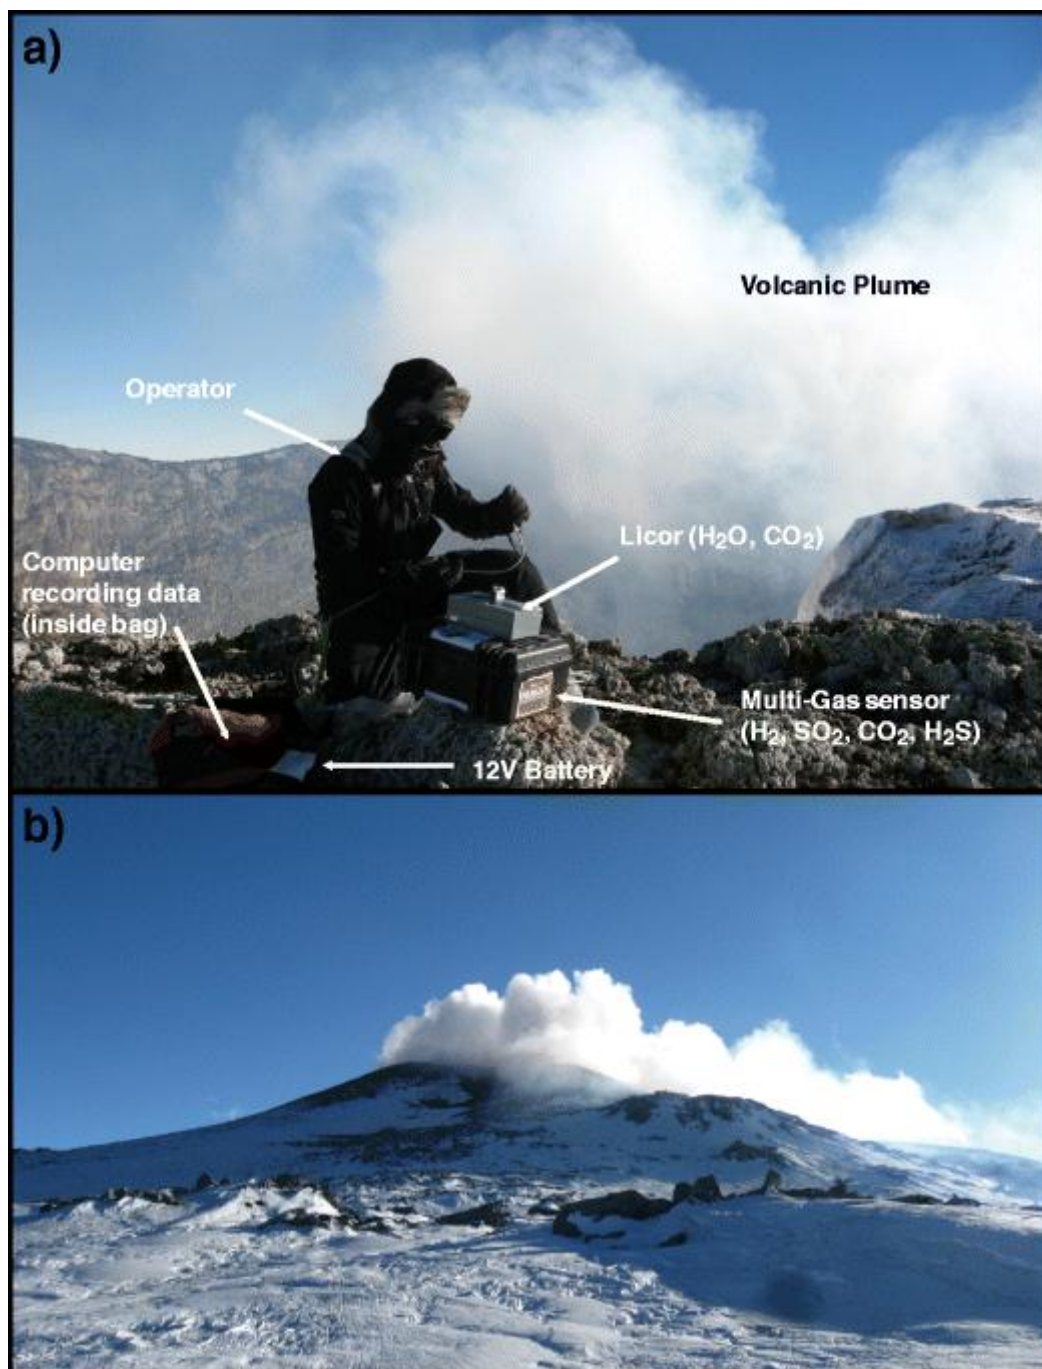 a)
Volcanic Plume
Operator
Licor (H₂O, CO₂)
Computer
recording data
(inside bag)
Multi-Gas sensor
(H₂, SO₂, CO₂, H₂S)
12V Battery
b)